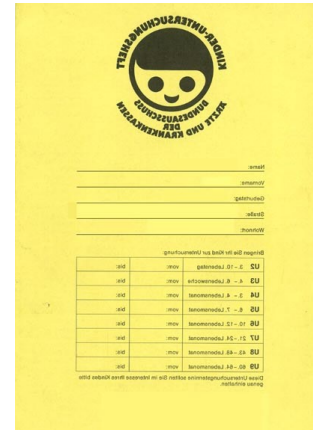 KINDER-UNTERSUCHUNGSHEFT
BUNDESAUSSCHUSS
DER
ÄRZTE UND KRANKENKASSEN
Name:
Vorname:
Geburtstag:
Straße:
Wohnort:
Bringen Sie Ihr Kind zur Untersuchung:
U2 3.–10. Lebenstag vom: bis:
U3 4.– 6. Lebenswoche vom: bis:
U4 3.– 4. Lebensmonat vom: bis:
U5 6.– 7. Lebensmonat vom: bis:
U6 10.–12. Lebensmonat vom: bis:
U7 21.–24. Lebensmonat vom: bis:
U8 43.–48. Lebensmonat vom: bis:
U9 60.–64. Lebensmonat vom: bis:
Diese Untersuchungstermine sollten Sie im Interesse Ihres Kindes bitte
genau einhalten.